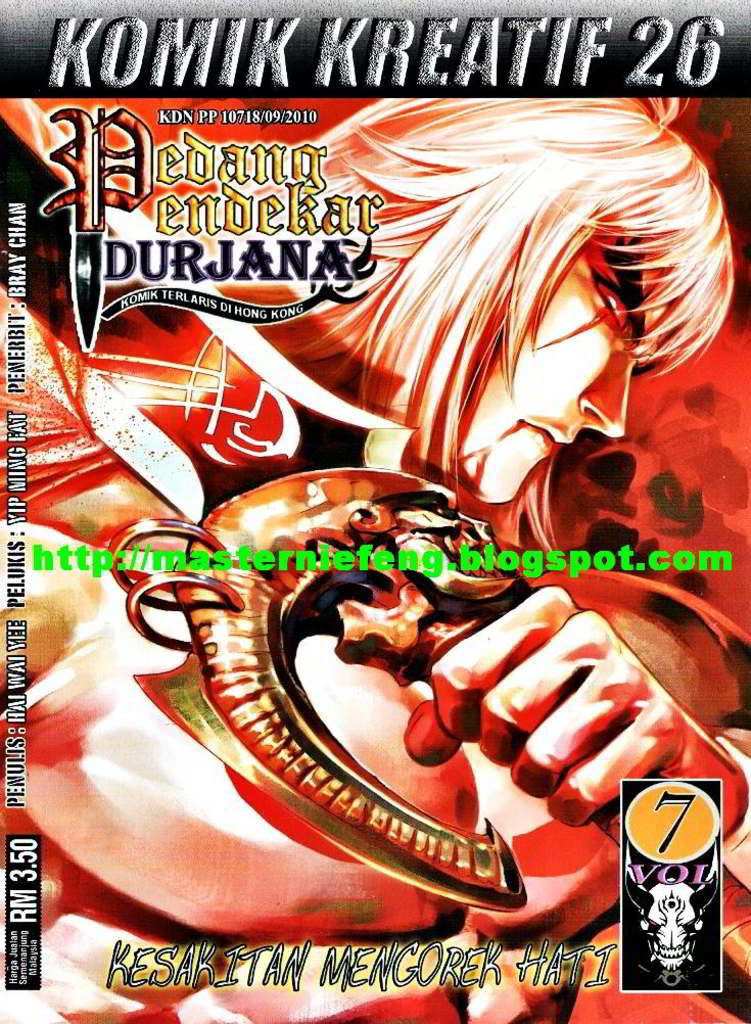 KOMIK KREATIF 26
KDN PP 10718/09/2010
Pedang
Pendekar
DURJANA
KOMIK TERLARIS DI HONG KONG
PENULIS : HAI WAI YEE PELUKIS : YIP MING FAT PENERBIT : BRAY CHAN
http://masterniefeng.blogspot.com
7
VOL
Harga Jualan
Semenanjung
Malaysia
RM 3.50
KESAKITAN MENGOREK HATI